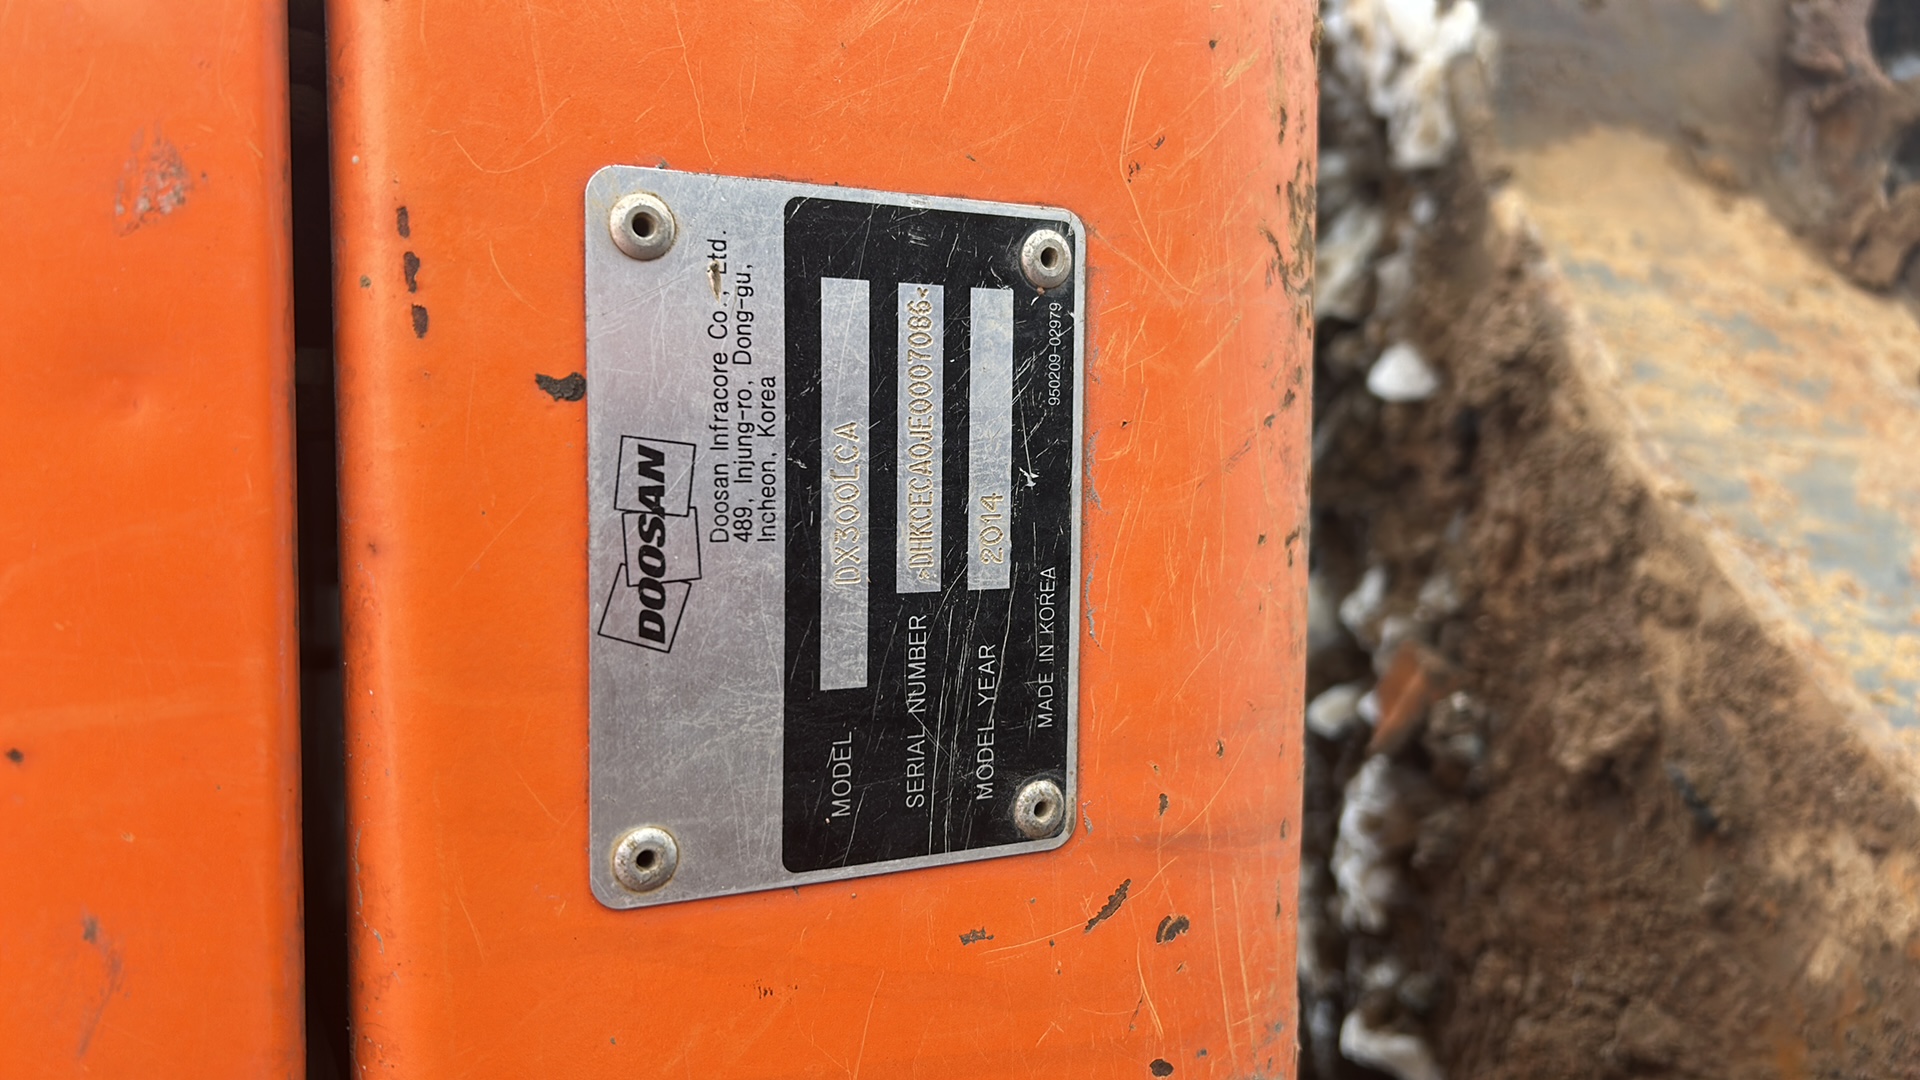 DOOSAN
Doosan Infracore Co., Ltd.
489, Injung-ro, Dong-gu,
Incheon, Korea
MODEL DX300LCA
SERIAL NUMBER *DHKCECAOJE0007086*
MODEL YEAR 2014
MADE IN KOREA 950209-02979